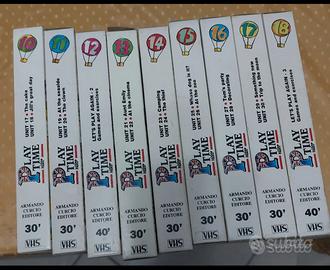 10
UNIT 17 • The cake
UNIT 18 • Jill's great day
PLAY
TIME
ARMANDO
CURCIO
EDITORE
30'
VHS
11
UNIT 19 • At the seaside
UNIT 20 • The clown
PLAY
TIME
ARMANDO
CURCIO
EDITORE
30'
VHS
12
LET'S PLAY AGAIN - 2
Games and exercises
PLAY
TIME
ARMANDO
CURCIO
EDITORE
40'
VHS
13
UNIT 21 • Aunt Emily
UNIT 22 • At the cinema
PLAY
TIME
ARMANDO
CURCIO
EDITORE
30'
VHS
14
UNIT 23 • Camping
UNIT 24 • The thief
PLAY
TIME
ARMANDO
CURCIO
EDITORE
30'
VHS
15
UNIT 25 • Whose dog is it?
UNIT 26 • At the zoo
PLAY
TIME
ARMANDO
CURCIO
EDITORE
30'
VHS
16
UNIT 27
party
UNIT 28 • Decorating
PLAY
TIME
ARMANDO
CURCIO
EDITORE
30'
VHS
17
UNIT 29 • Something new
UNIT 30 • Trip to the moon
PLAY
TIME
ARMANDO
CURCIO
EDITORE
30'
VHS
18
LET'S PLAY AGAIN - 3
Games and exercises
PLAY
TIME
ARMANDO
CURCIO
EDITORE
40'
VHS
subito